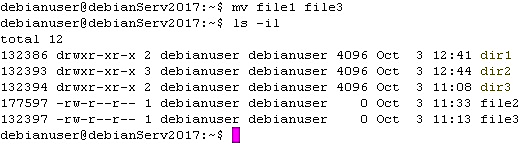 debianuser@debianServ2017:~$ mv file1 file3
debianuser@debianServ2017:~$ ls -il
total 12
132386 drwxr-xr-x 2 debianuser debianuser 4096 Oct  3 12:41 dir1
132393 drwxr-xr-x 3 debianuser debianuser 4096 Oct  3 12:44 dir2
132394 drwxr-xr-x 2 debianuser debianuser 4096 Oct  3 11:08 dir3
177597 -rw-r--r-- 1 debianuser debianuser    0 Oct  3 11:33 file2
132397 -rw-r--r-- 1 debianuser debianuser    0 Oct  3 11:13 file3
debianuser@debianServ2017:~$